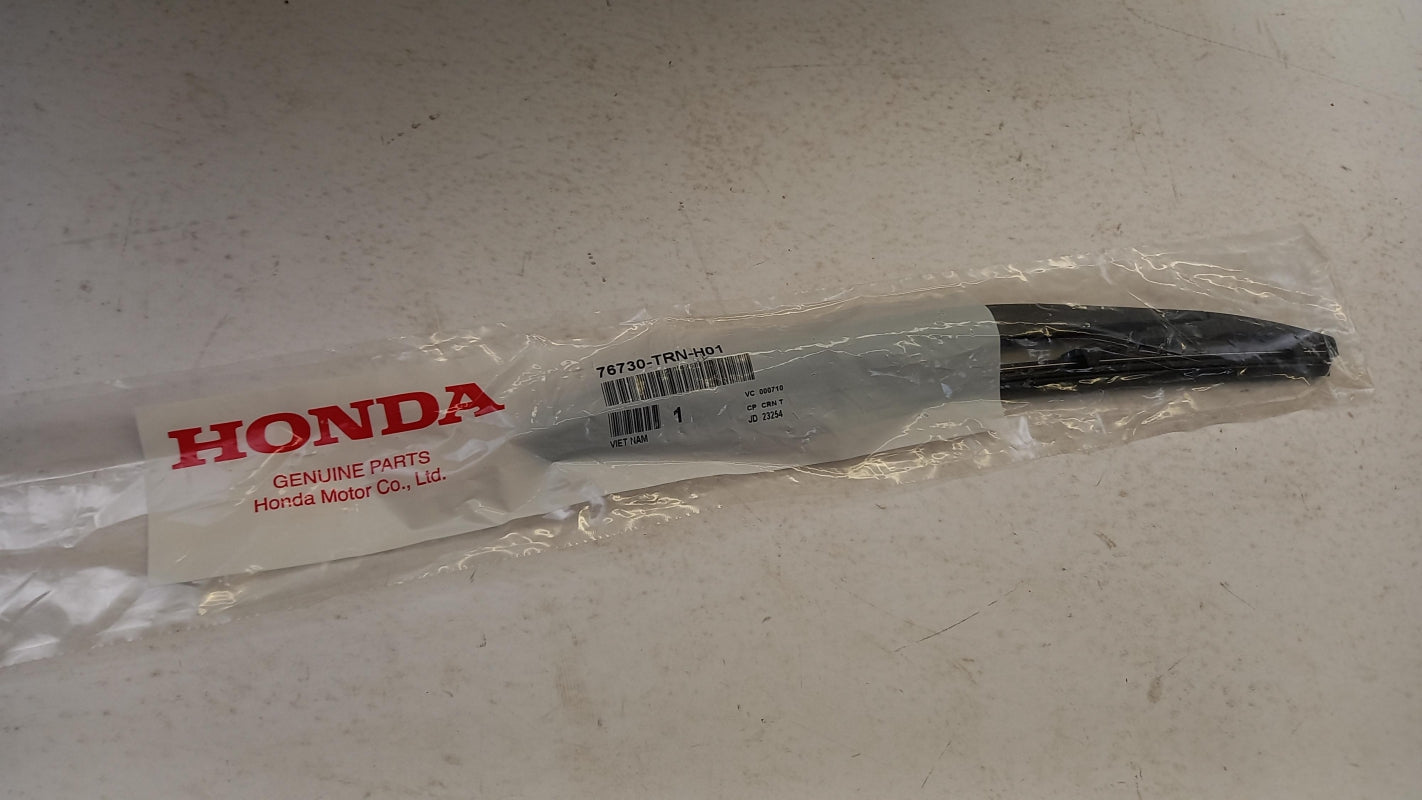 HONDA
GENUINE PARTS
Honda Motor Co., Ltd.
76730-TRN-H01
1
VIET NAM
VC 000710
CP CRN T
JD 23254